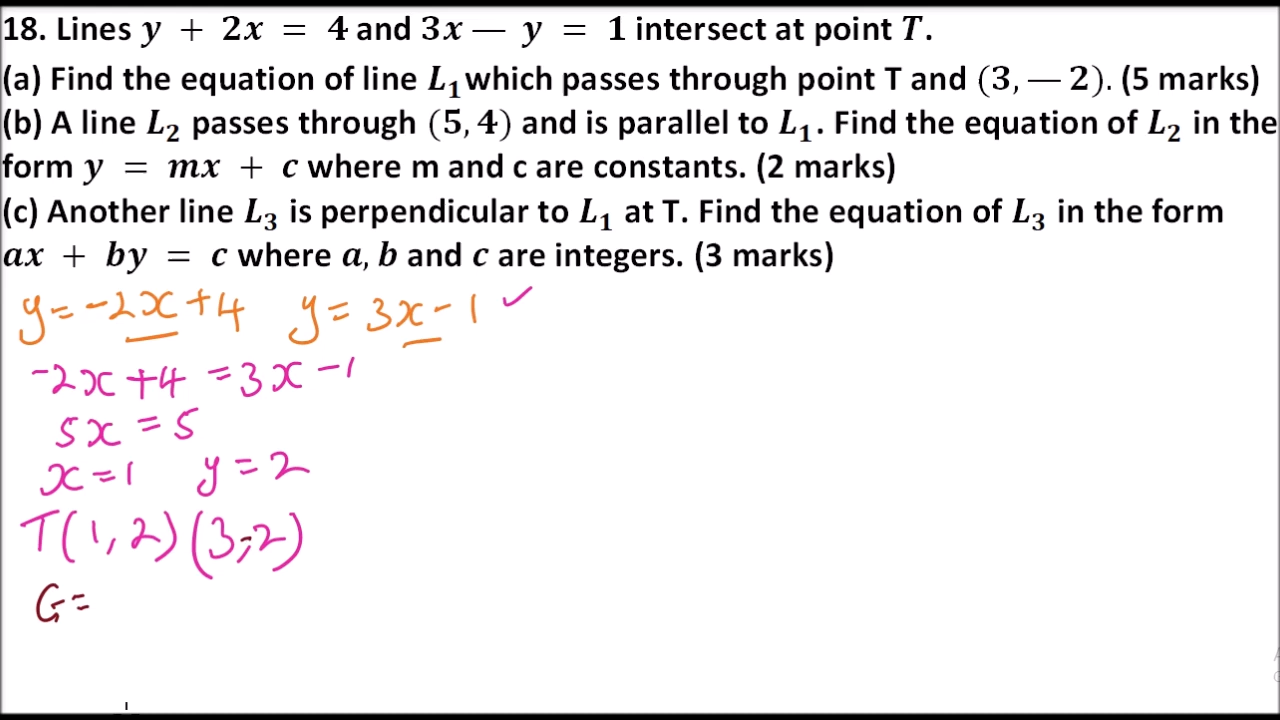 18. Lines y + 2x = 4 and 3x — y = 1 intersect at point T.
(a) Find the equation of line L₁ which passes through point T and (3, — 2). (5 marks)
(b) A line L₂ passes through (5, 4) and is parallel to L₁. Find the equation of L₂ in the
form y = mx + c where m and c are constants. (2 marks)
(c) Another line L₃ is perpendicular to L₁ at T. Find the equation of L₃ in the form
ax + by = c where a, b and c are integers. (3 marks)
y = -2x + 4 y = 3x - 1 ✓
-2x + 4 = 3x - 1
5x = 5
x = 1 y = 2
T(1, 2) (3, -2)
G =